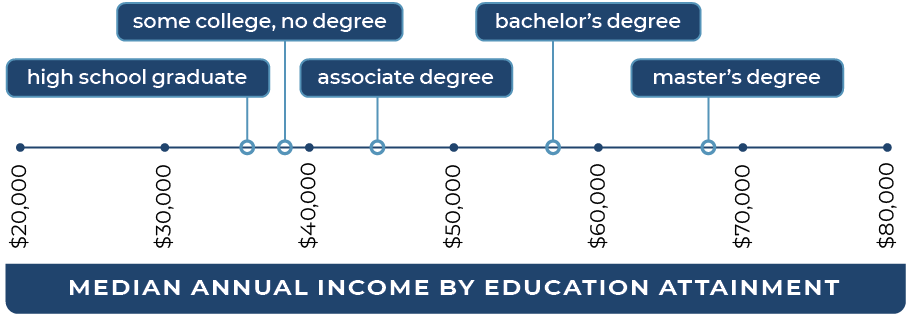 some college, no degree
bachelor’s degree
high school graduate
associate degree
master’s degree
$20,000
$30,000
$40,000
$50,000
$60,000
$70,000
$80,000
MEDIAN ANNUAL INCOME BY EDUCATION ATTAINMENT